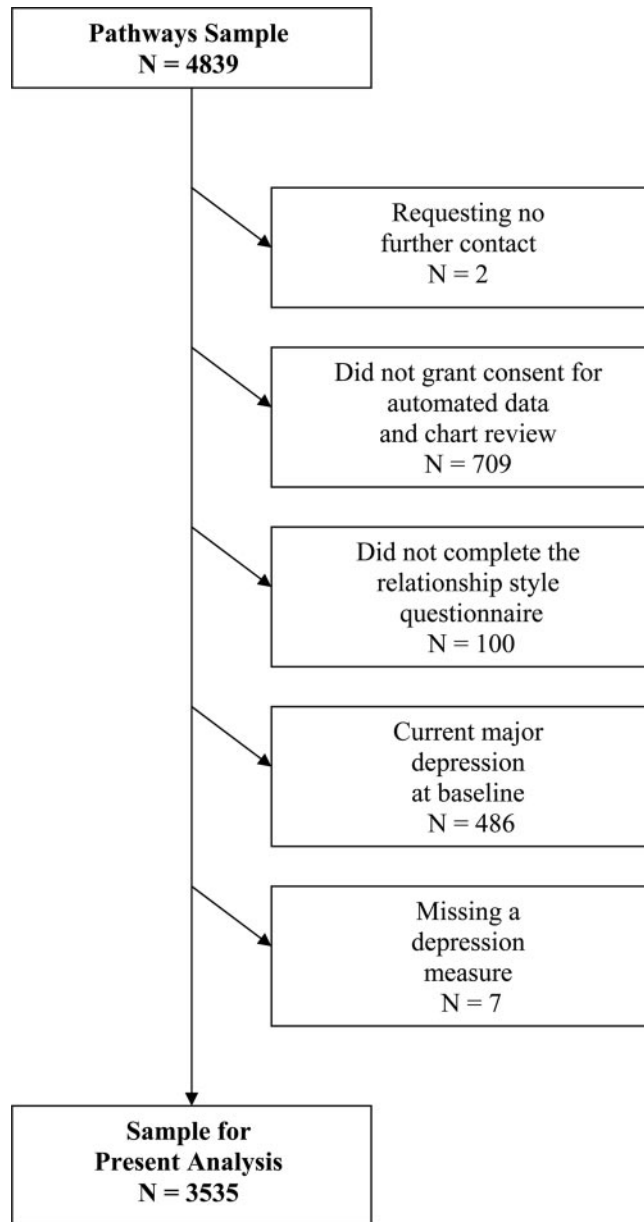 Pathways Sample
N = 4839
Requesting no
further contact
N = 2
Did not grant consent for
automated data
and chart review
N = 709
Did not complete the
relationship style
questionnaire
N = 100
Current major
depression
at baseline
N = 486
Missing a
depression
measure
N = 7
Sample for
Present Analysis
N = 3535